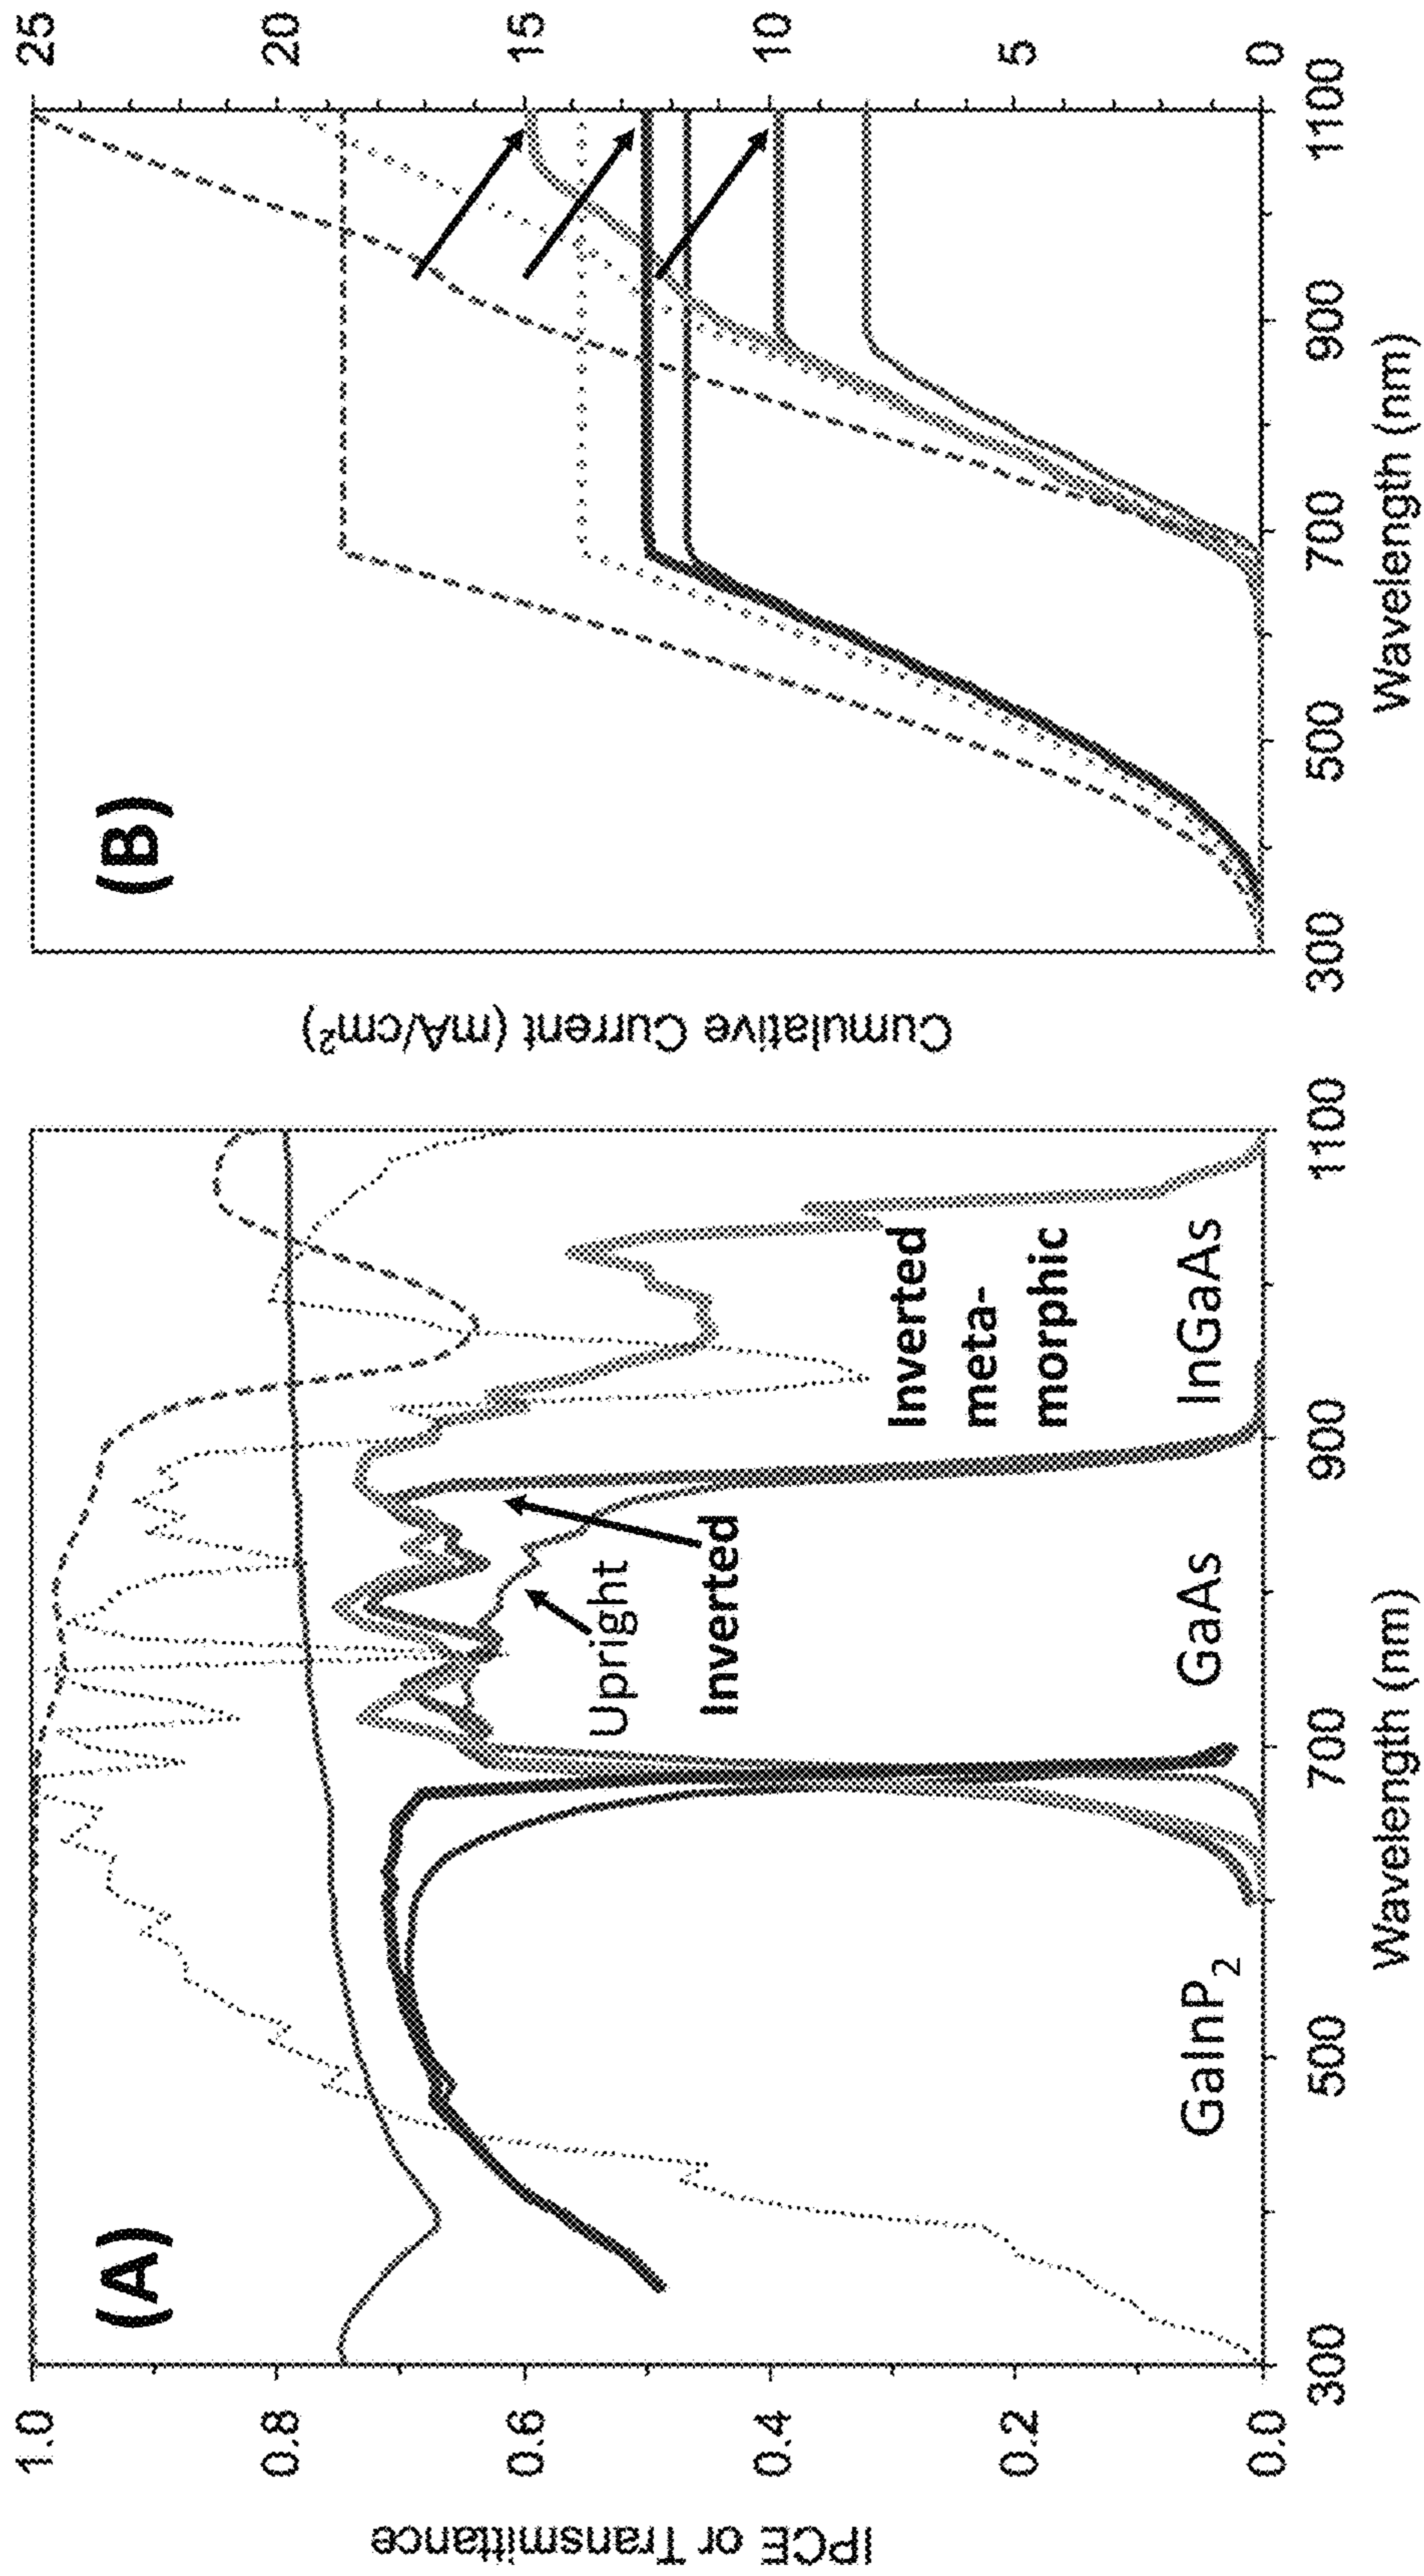 (A)
IPCE or Transmittance
1.0
0.8
0.6
0.4
0.2
0.0
Upright
Inverted
Inverted
meta-
morphic
GaInP2
GaAs
InGaAs
300
500
700
900
1100
Wavelength (nm)
(B)
Cumulative Current (mA/cm²)
25
20
15
10
5
0
300
500
700
900
1100
Wavelength (nm)